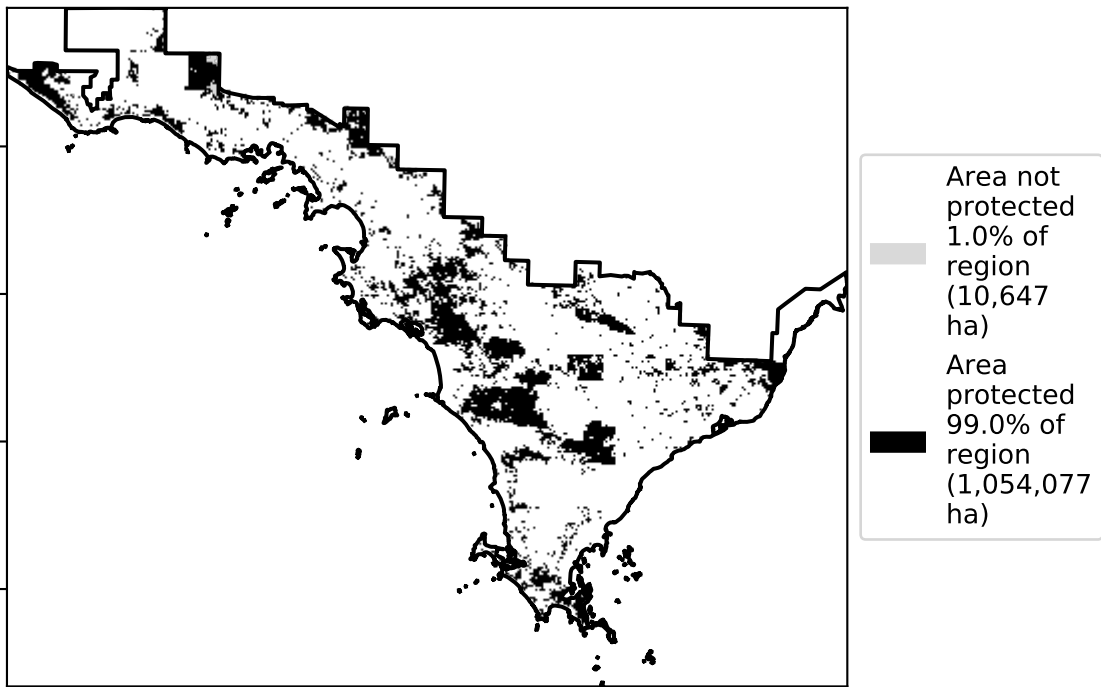 Area not
protected
1.0% of
region
(10,647
ha)
Area
protected
99.0% of
region
(1,054,077
ha)